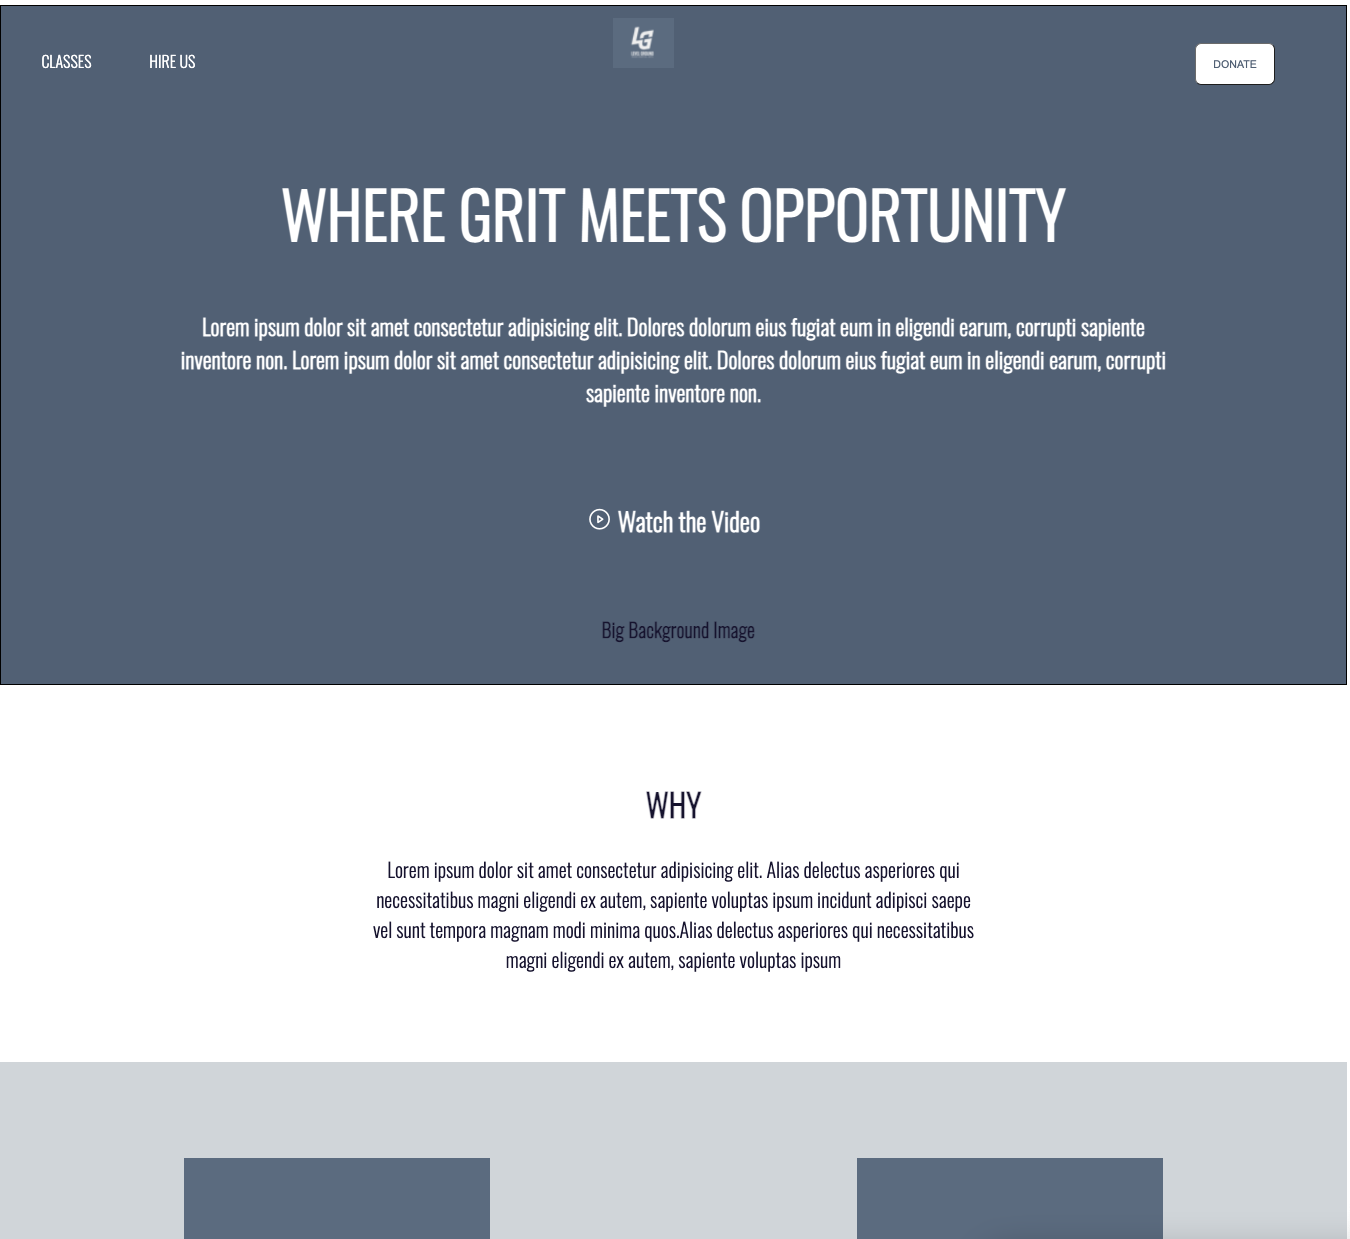 CLASSES
HIRE US
LG
DONATE
WHERE GRIT MEETS OPPORTUNITY
Lorem ipsum dolor sit amet consectetur adipisicing elit. Dolores dolorum eius fugiat eum in eligendi earum, corrupti sapiente
inventore non. Lorem ipsum dolor sit amet consectetur adipisicing elit. Dolores dolorum eius fugiat eum in eligendi earum, corrupti
sapiente inventore non.
Watch the Video
Big Background Image
WHY
Lorem ipsum dolor sit amet consectetur adipisicing elit. Alias delectus asperiores qui
necessitatibus magni eligendi ex autem, sapiente voluptas ipsum incidunt adipisci saepe
vel sunt tempora magnam modi minima quos.Alias delectus asperiores qui necessitatibus
magni eligendi ex autem, sapiente voluptas ipsum